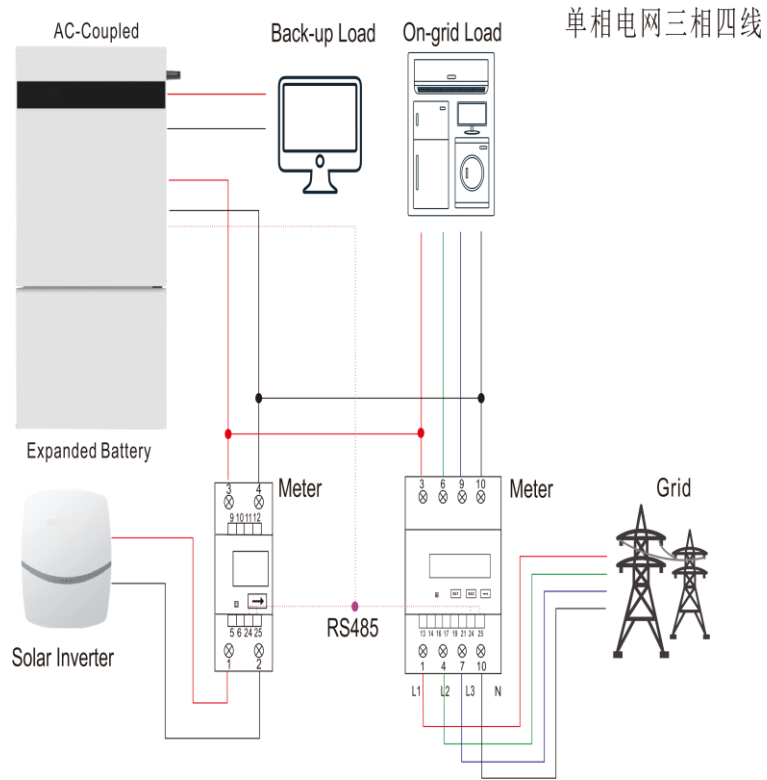 单相电网三相四线
AC-Coupled
Back-up Load
On-grid Load
Expanded Battery
3 4
Meter
9 10 11 12
5 6 24 25
1 2
Solar Inverter
RS485
3 6 9 10
Meter
13 14 16 17 19 21 24 25
1 4 7 10
L1 L2 L3 N
Grid